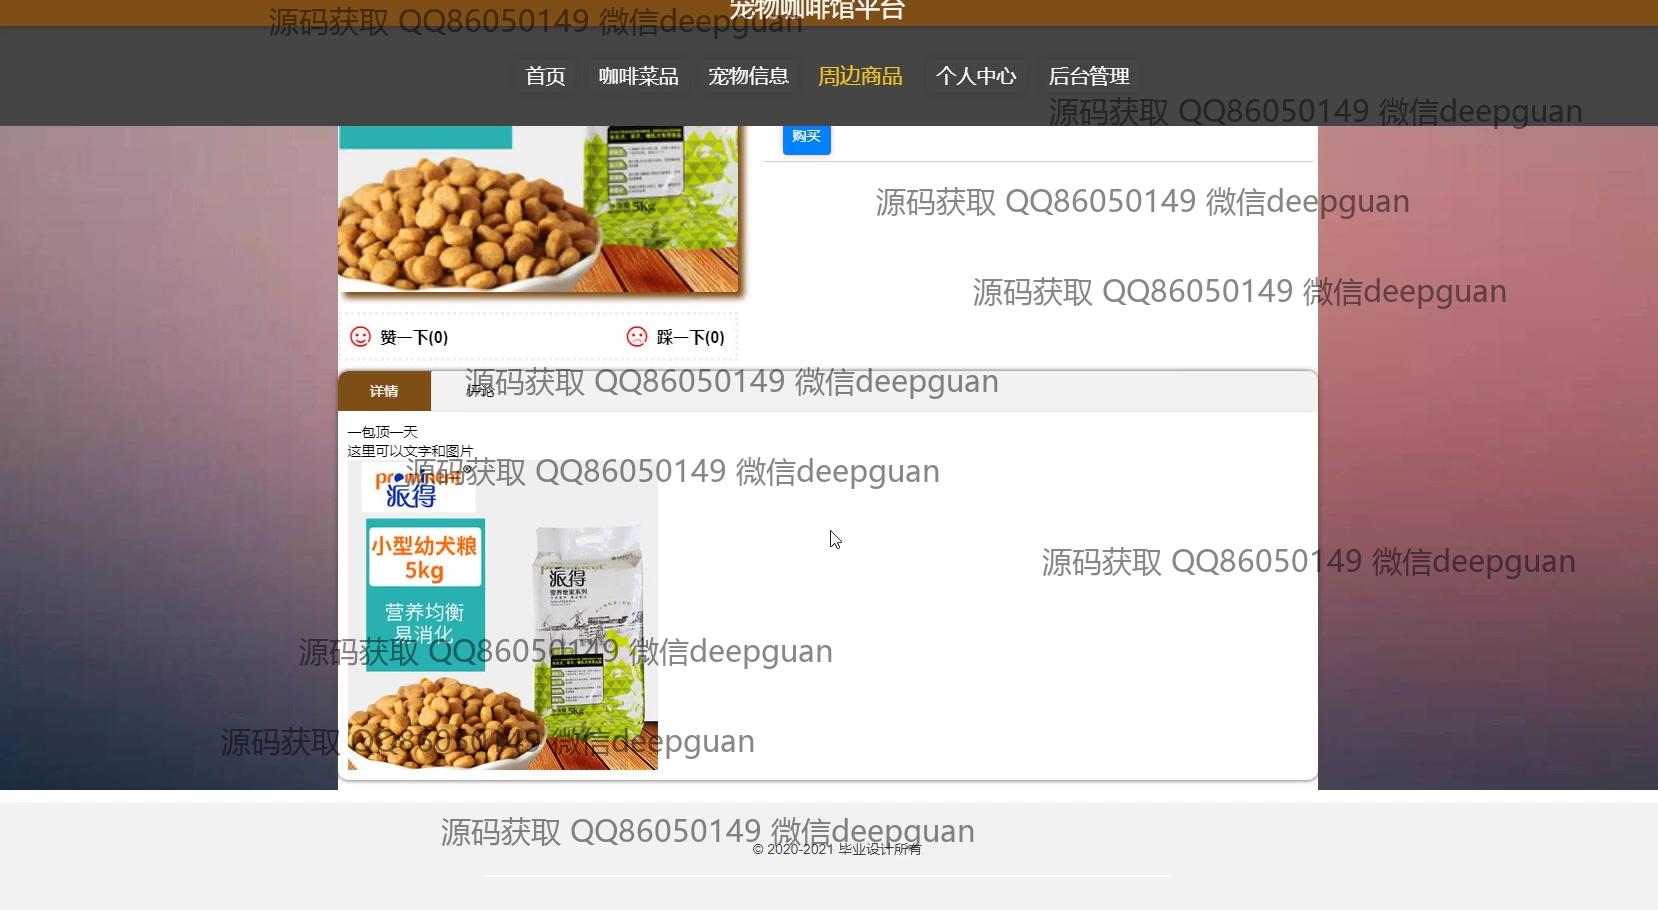 宠物咖啡馆平台
源码获取 QQ86050149 微信deepguan
首页 咖啡菜品 宠物信息 周边商品 个人中心 后台管理
源码获取 QQ86050149 微信deepguan
购买
源码获取 QQ86050149 微信deepguan
5Kg
源码获取 QQ86050149 微信deepguan
赞一下(0) 踩一下(0)
源码获取 QQ86050149 微信deepguan
详情 评论
一包顶一天
这里可以文字和图片
源码获取 QQ86050149 微信deepguan
prominent®
派得
小型幼犬粮
5kg
营养均衡
易消化
prominent
派得
营养世家系列
源码获取 QQ86050149 微信deepguan
源码获取 QQ86050149 微信deepguan
5Kg
源码获取 QQ86050149 微信deepguan
源码获取 QQ86050149 微信deepguan
© 2020-2021 毕业设计所有